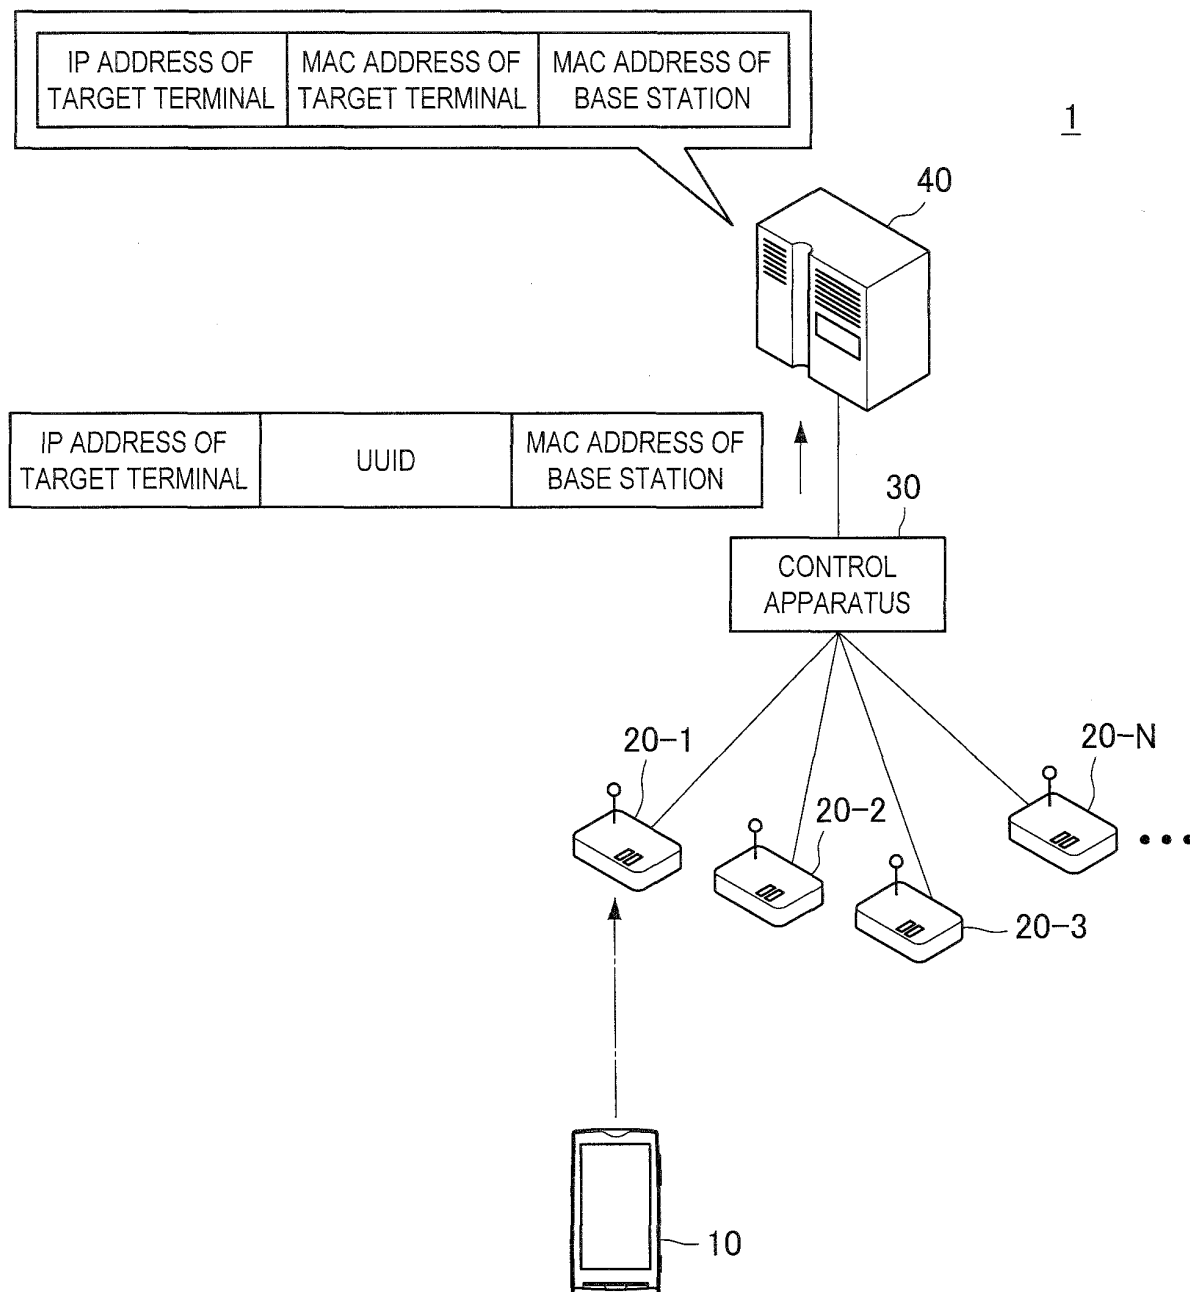 IP ADDRESS OF
TARGET TERMINAL
MAC ADDRESS OF
TARGET TERMINAL
MAC ADDRESS OF
BASE STATION
1
40
IP ADDRESS OF
TARGET TERMINAL
UUID
MAC ADDRESS OF
BASE STATION
30
CONTROL
APPARATUS
20-1
20-2
20-3
20-N
10